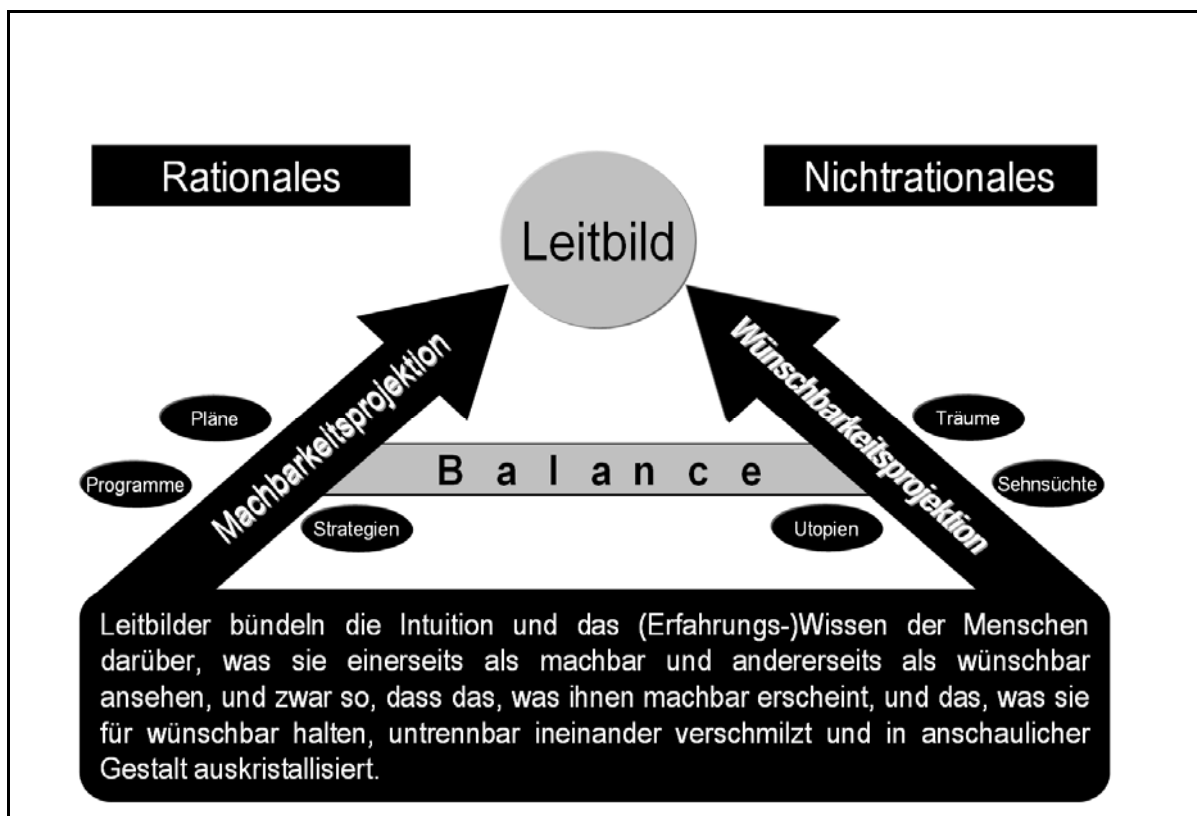 Rationales
Nichtrationales
Leitbild
Machbarkeitsprojektion
Wünschbarkeitsprojektion
Pläne
Träume
Programme
Balance
Sehnsüchte
Strategien
Utopien
Leitbilder bündeln die Intuition und das (Erfahrungs-)Wissen der Menschen
darüber, was sie einerseits als machbar und andererseits als wünschbar
ansehen, und zwar so, dass das, was ihnen machbar erscheint, und das, was sie
für wünschbar halten, untrennbar ineinander verschmilzt und in anschaulicher
Gestalt auskristallisiert.